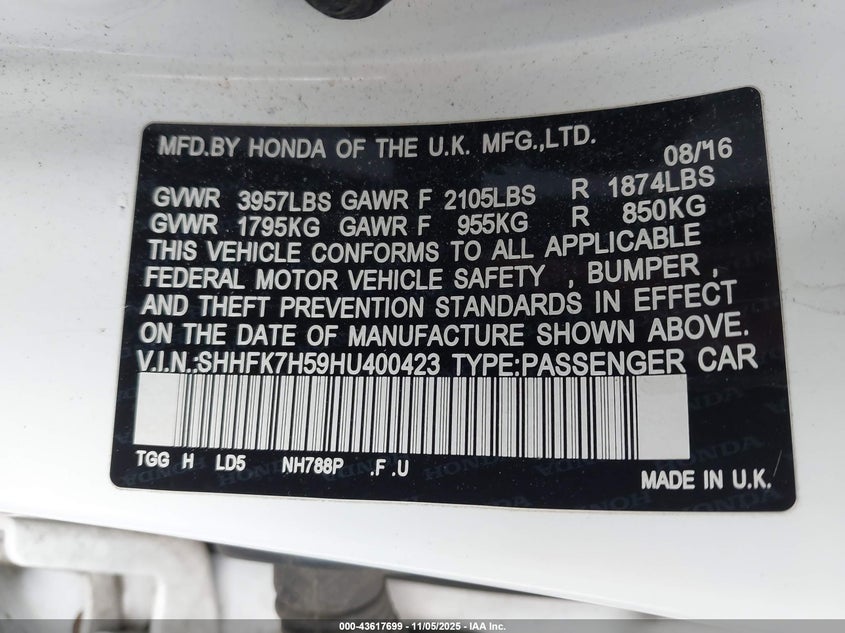 MFD.BY HONDA OF THE U.K. MFG.,LTD. 08/16
GVWR 3957LBS GAWR F 2105LBS R 1874LBS
GVWR 1795KG GAWR F 955KG R 850KG
THIS VEHICLE CONFORMS TO ALL APPLICABLE
FEDERAL MOTOR VEHICLE SAFETY , BUMPER ,
AND THEFT PREVENTION STANDARDS IN EFFECT
ON THE DATE OF MANUFACTURE SHOWN ABOVE.
V.I.N.:SHHFK7H59HU400423 TYPE:PASSENGER CAR
TGG H LD5 NH788P .F .U
MADE IN U.K.
000-43617699 - 11/05/2025 - IAA Inc.